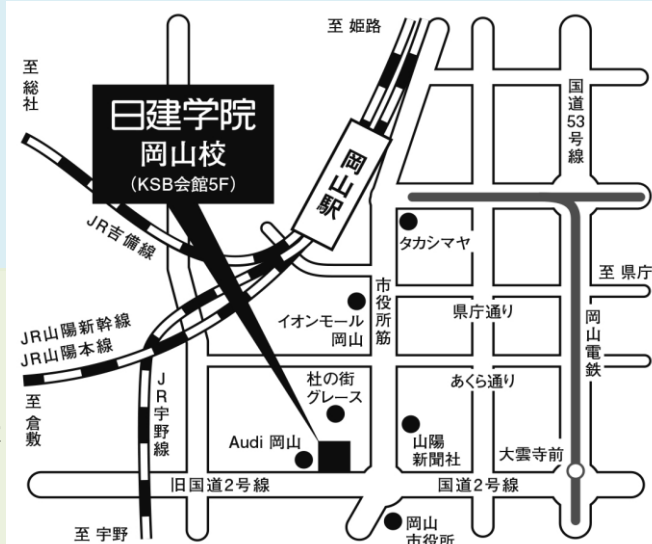 至 姫路
至 総社
国道53号線
日建学院
岡山校
(KSB会館5F)
岡山駅
JR吉備線
タカシマヤ
至 県庁
市役所筋
イオンモール
岡山
県庁通り
岡山電鉄
JR山陽新幹線
JR山陽本線
あくら通り
杜の街
グレース
JR宇野線
至 倉敷
Audi 岡山
山陽
新聞社
大雲寺前
旧国道2号線
国道2号線
至 宇野
岡山
市役所